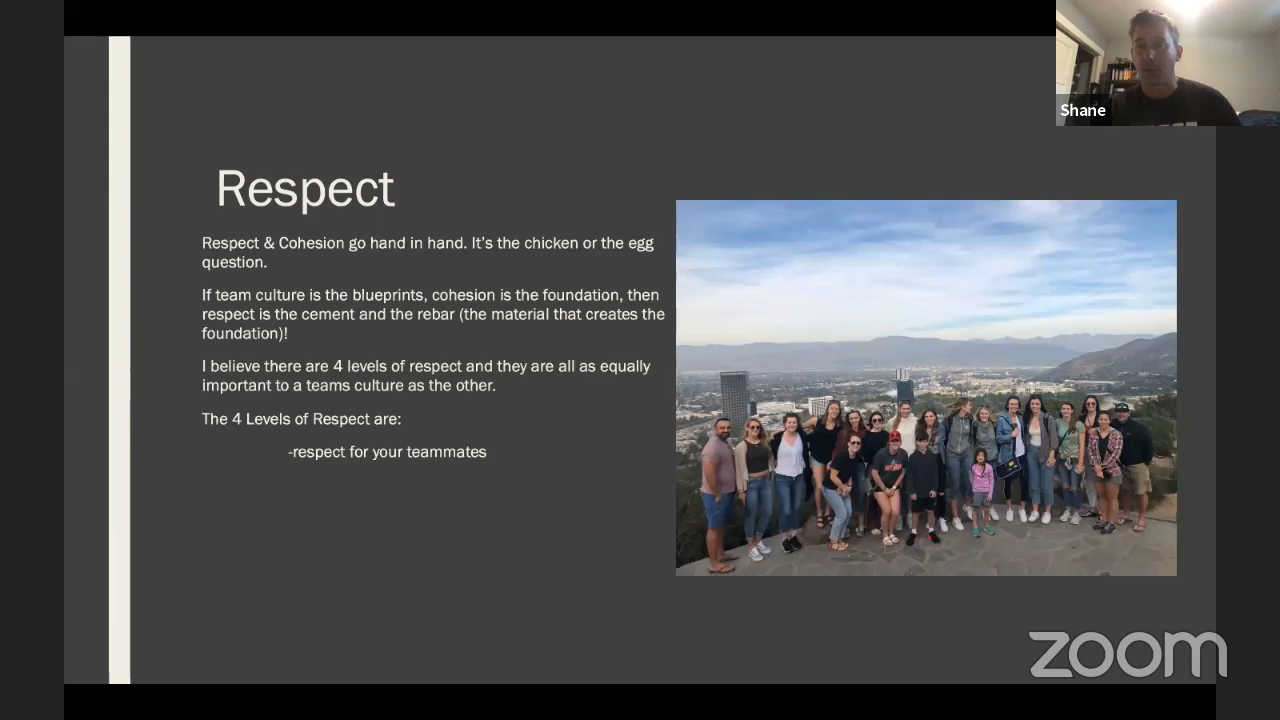 Shane
Respect
Respect & Cohesion go hand in hand. It's the chicken or the egg
question.
If team culture is the blueprints, cohesion is the foundation, then
respect is the cement and the rebar (the material that creates the
foundation)!
I believe there are 4 levels of respect and they are all as equally
important to a teams culture as the other.
The 4 Levels of Respect are:
-respect for your teammates
zoom